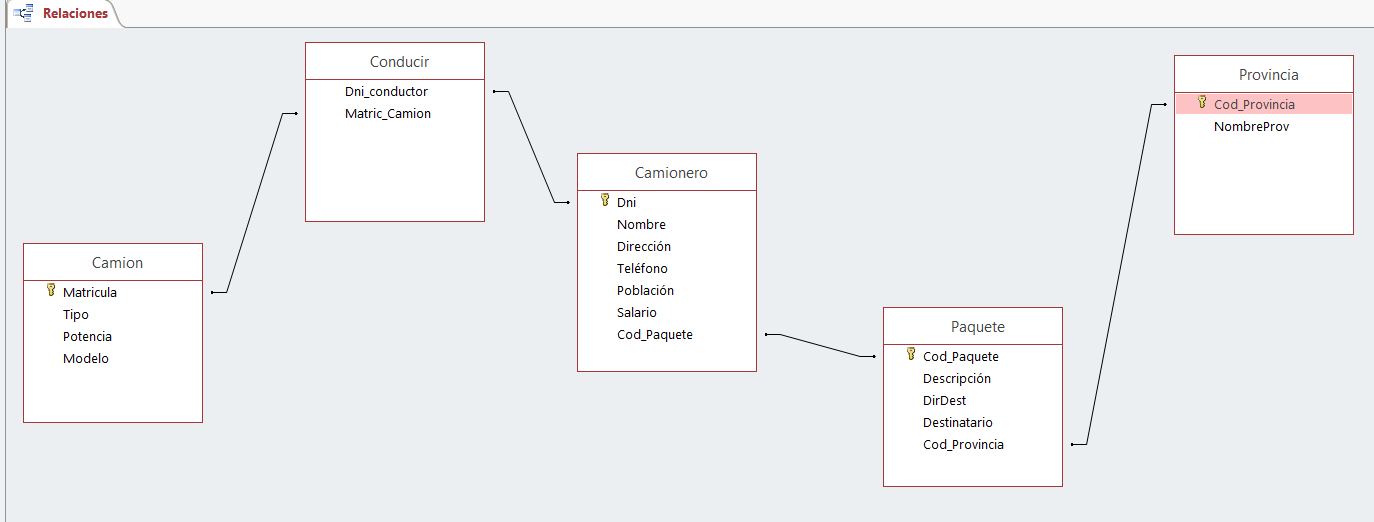 Relaciones
Conducir
Dni_conductor
Matric_Camion
Camion
Matricula
Tipo
Potencia
Modelo
Camionero
Dni
Nombre
Dirección
Teléfono
Población
Salario
Cod_Paquete
Paquete
Cod_Paquete
Descripción
DirDest
Destinatario
Cod_Provincia
Provincia
Cod_Provincia
NombreProv